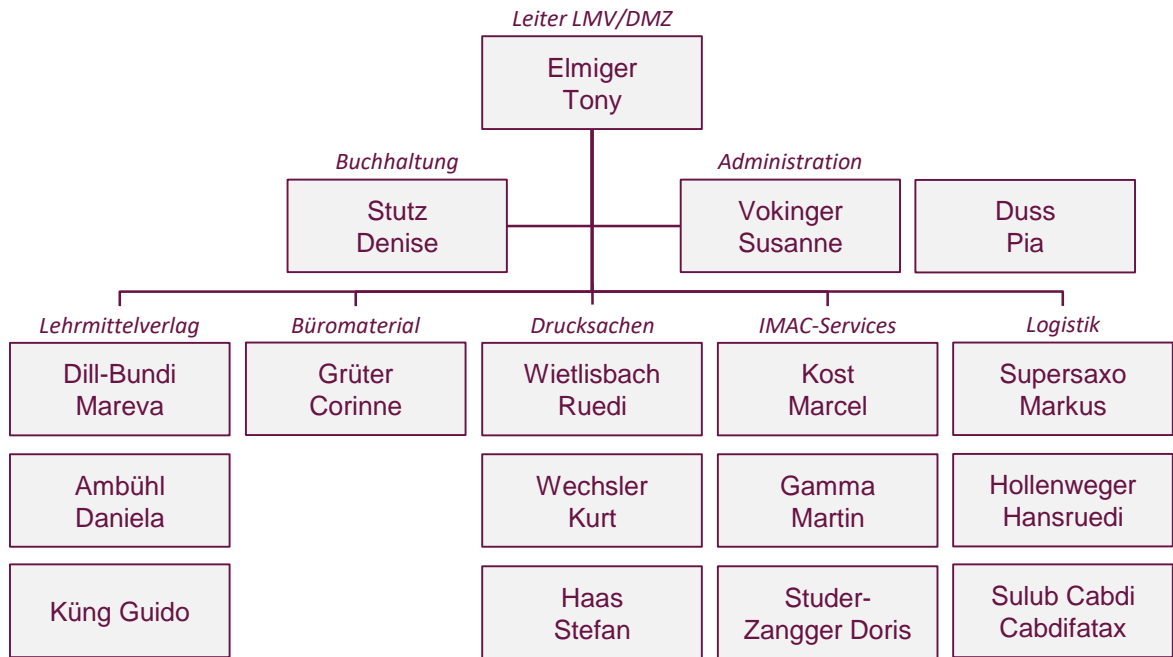 Leiter LMV/DMZ
Elmiger
Tony
Buchhaltung
Stutz
Denise
Administration
Vokinger
Susanne
Duss
Pia
Lehrmittelverlag
Dill-Bundi
Mareva
Ambühl
Daniela
Küng Guido
Büromaterial
Grüter
Corinne
Drucksachen
Wietlisbach
Ruedi
Wechsler
Kurt
Haas
Stefan
IMAC-Services
Kost
Marcel
Gamma
Martin
Studer-
Zangger Doris
Logistik
Supersaxo
Markus
Hollenweger
Hansruedi
Sulub Cabdi
Cabdifatax